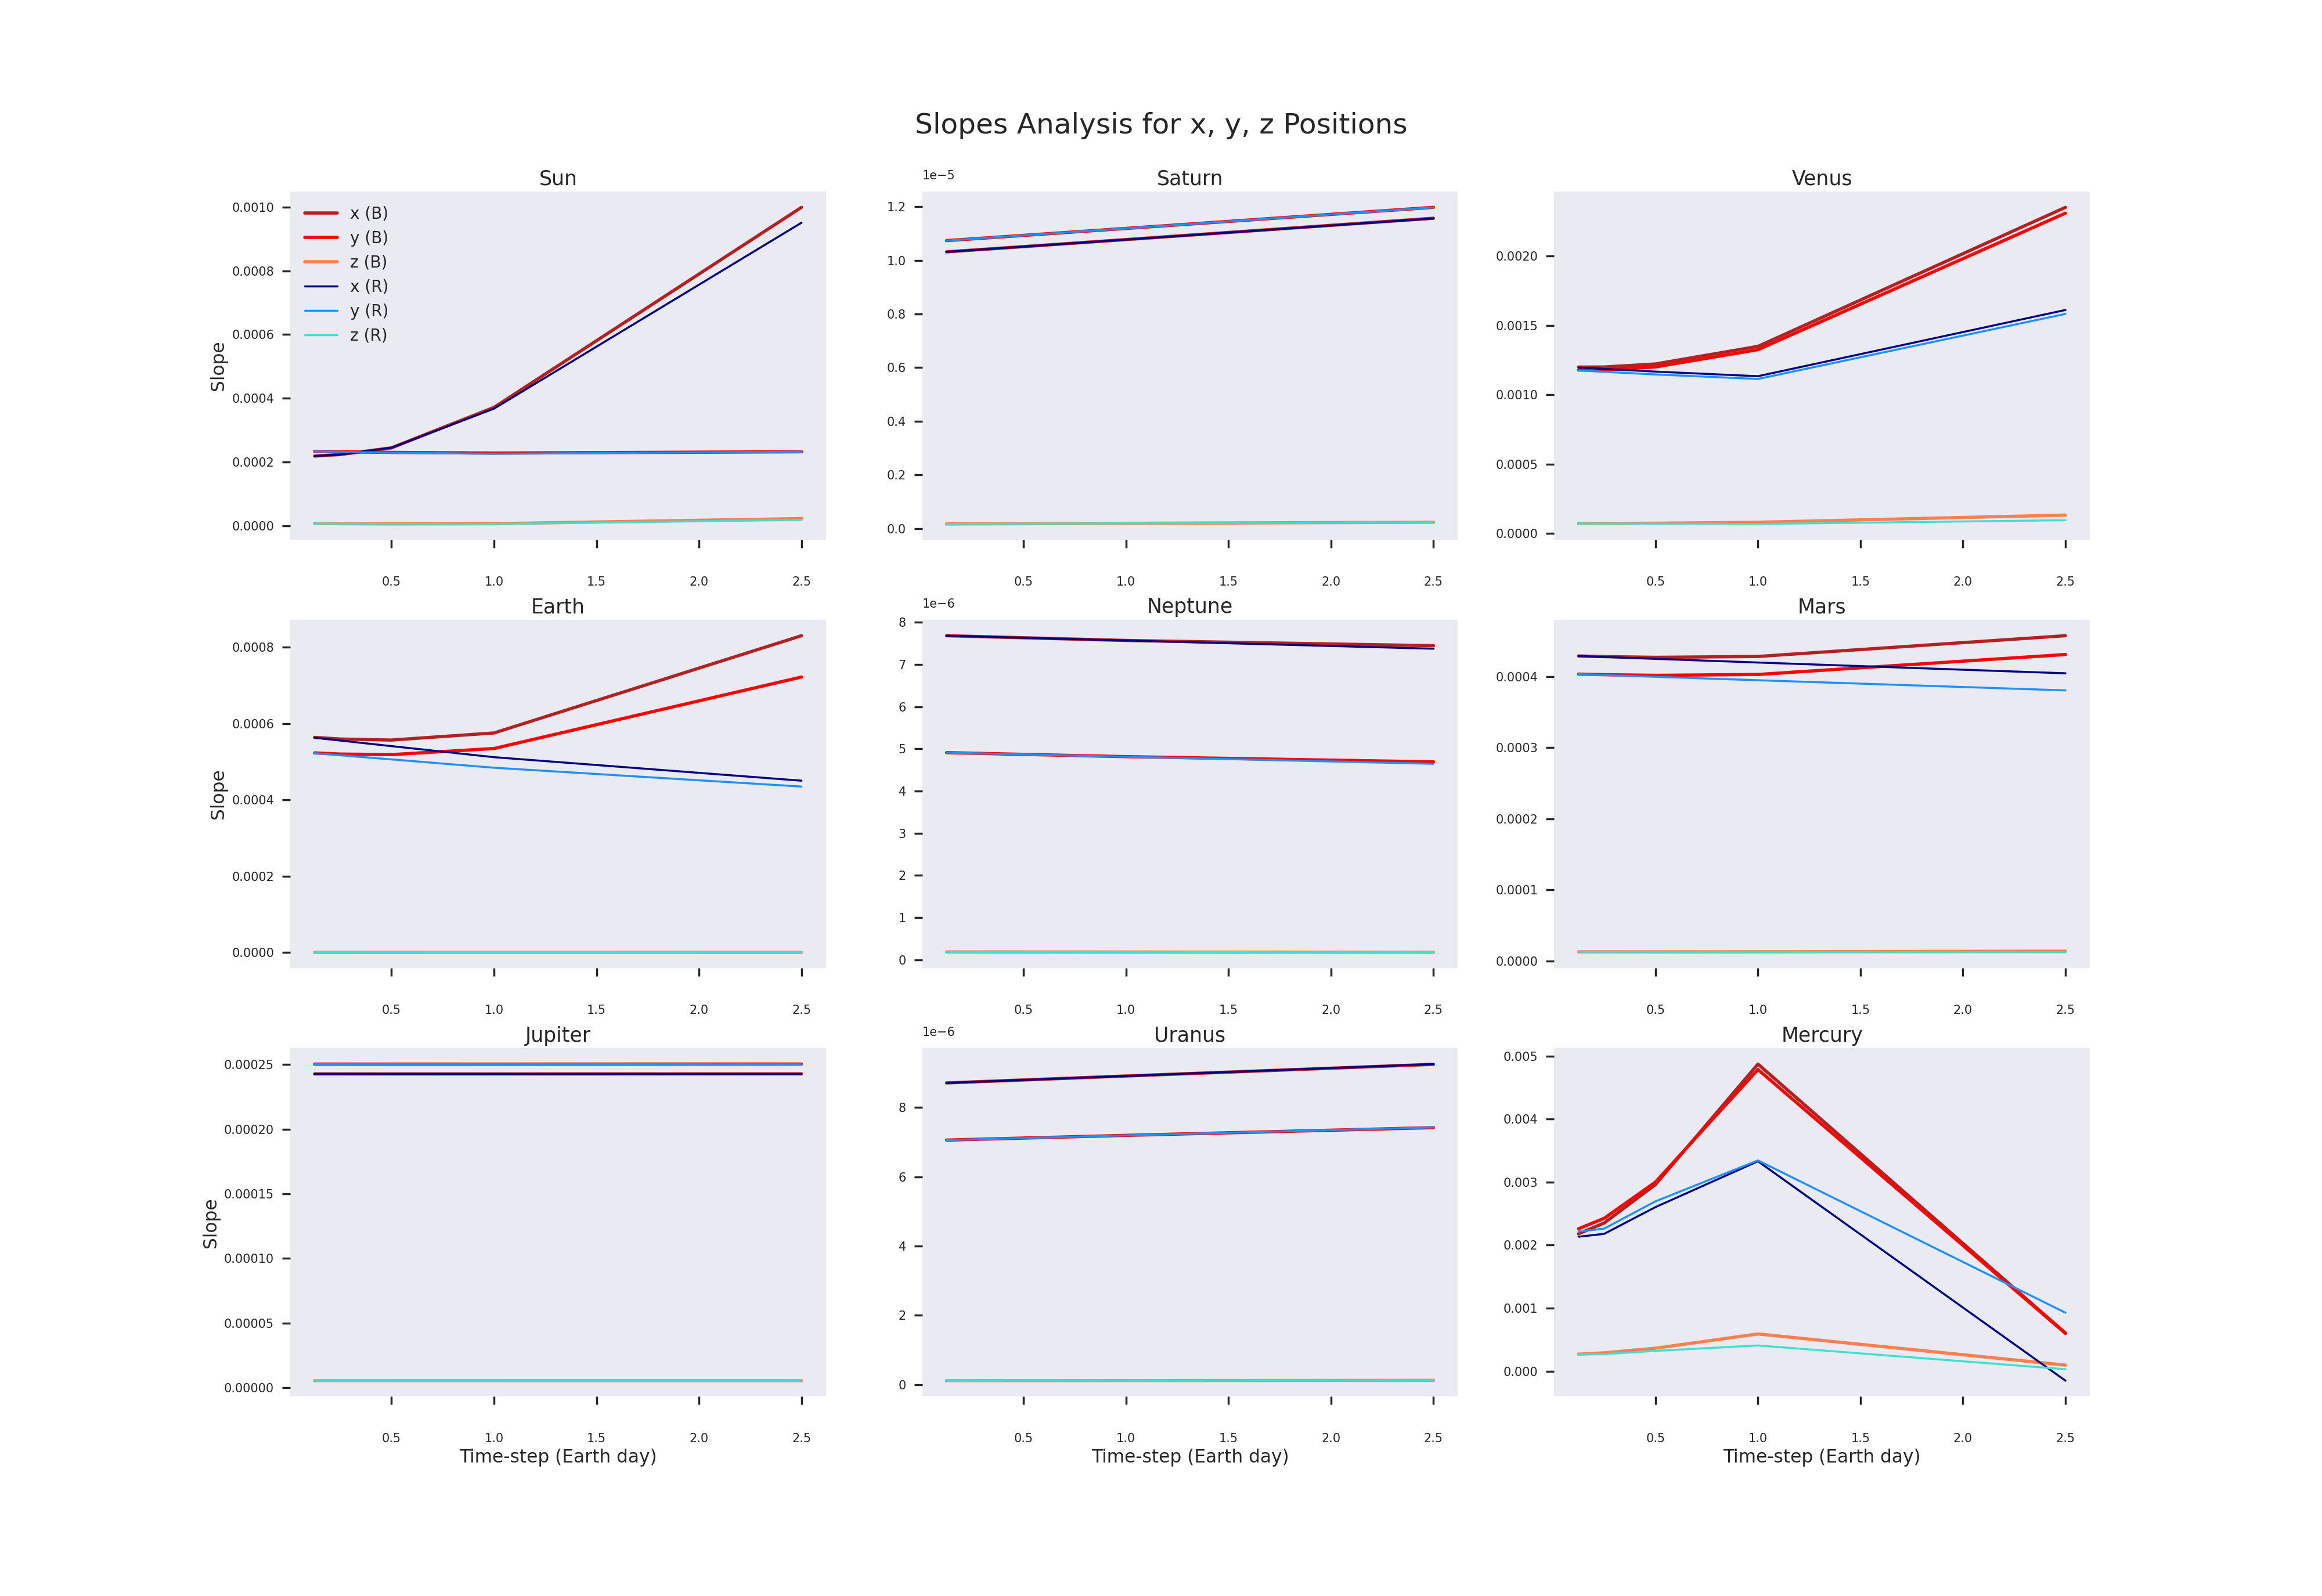 Slopes Analysis for x, y, z Positions
Sun
Slope
0.0010
0.0008
0.0006
0.0004
0.0002
0.0000
x (B)
y (B)
z (B)
x (R)
y (R)
z (R)
0.5 1.0 1.5 2.0 2.5
Saturn
1e−5
1.2
1.0
0.8
0.6
0.4
0.2
0.0
0.5 1.0 1.5 2.0 2.5
Venus
0.0020
0.0015
0.0010
0.0005
0.0000
0.5 1.0 1.5 2.0 2.5
Earth
Slope
0.0008
0.0006
0.0004
0.0002
0.0000
0.5 1.0 1.5 2.0 2.5
Neptune
1e−6
8
7
6
5
4
3
2
1
0
0.5 1.0 1.5 2.0 2.5
Mars
0.0004
0.0003
0.0002
0.0001
0.0000
0.5 1.0 1.5 2.0 2.5
Jupiter
Slope
0.00025
0.00020
0.00015
0.00010
0.00005
0.00000
0.5 1.0 1.5 2.0 2.5
Time-step (Earth day)
Uranus
1e−6
8
6
4
2
0
0.5 1.0 1.5 2.0 2.5
Time-step (Earth day)
Mercury
0.005
0.004
0.003
0.002
0.001
0.000
0.5 1.0 1.5 2.0 2.5
Time-step (Earth day)